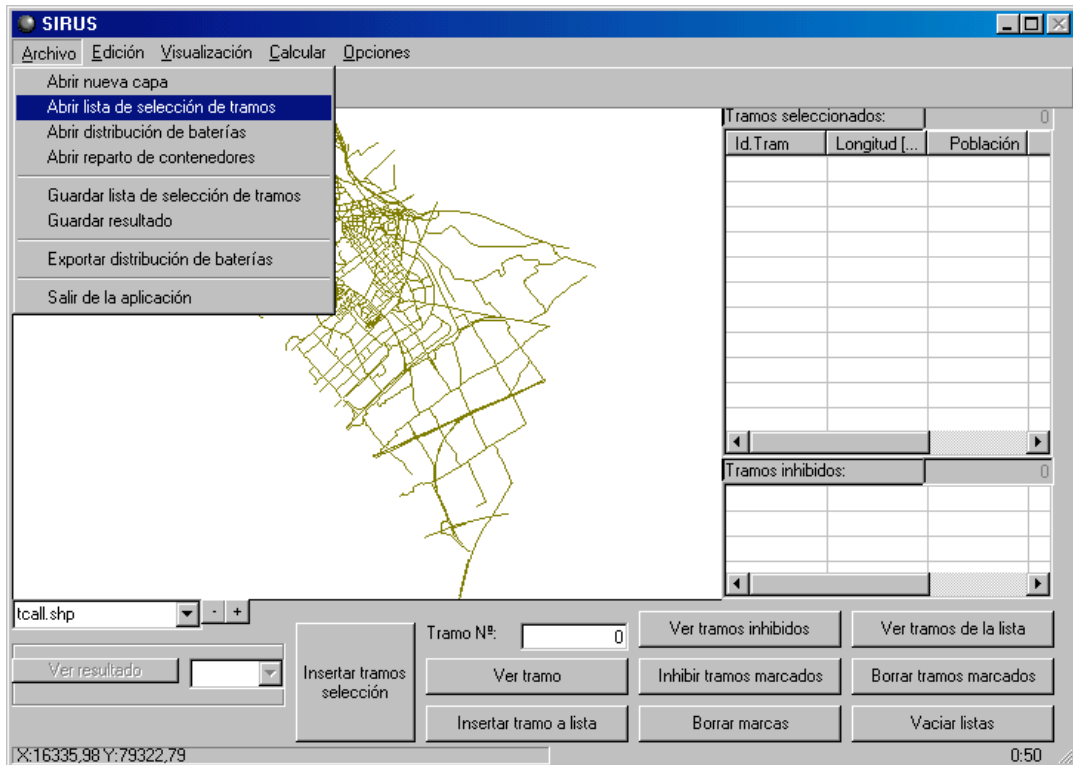 SIRUS
Archivo Edición Visualización Calcular Opciones
Abrir nueva capa
Abrir lista de selección de tramos
Abrir distribución de baterías
Abrir reparto de contenedores
Guardar lista de selección de tramos
Guardar resultado
Exportar distribución de baterías
Salir de la aplicación
Tramos seleccionados: 0
Id.Tram Longitud [... Población
Tramos inhibidos: 0
tcall.shp - +
Ver resultado
Insertar tramos
selección
Tramo Nº: 0
Ver tramo
Insertar tramo a lista
Ver tramos inhibidos
Inhibir tramos marcados
Borrar marcas
Ver tramos de la lista
Borrar tramos marcados
Vaciar listas
X:16335,98 Y:79322,79 0:50